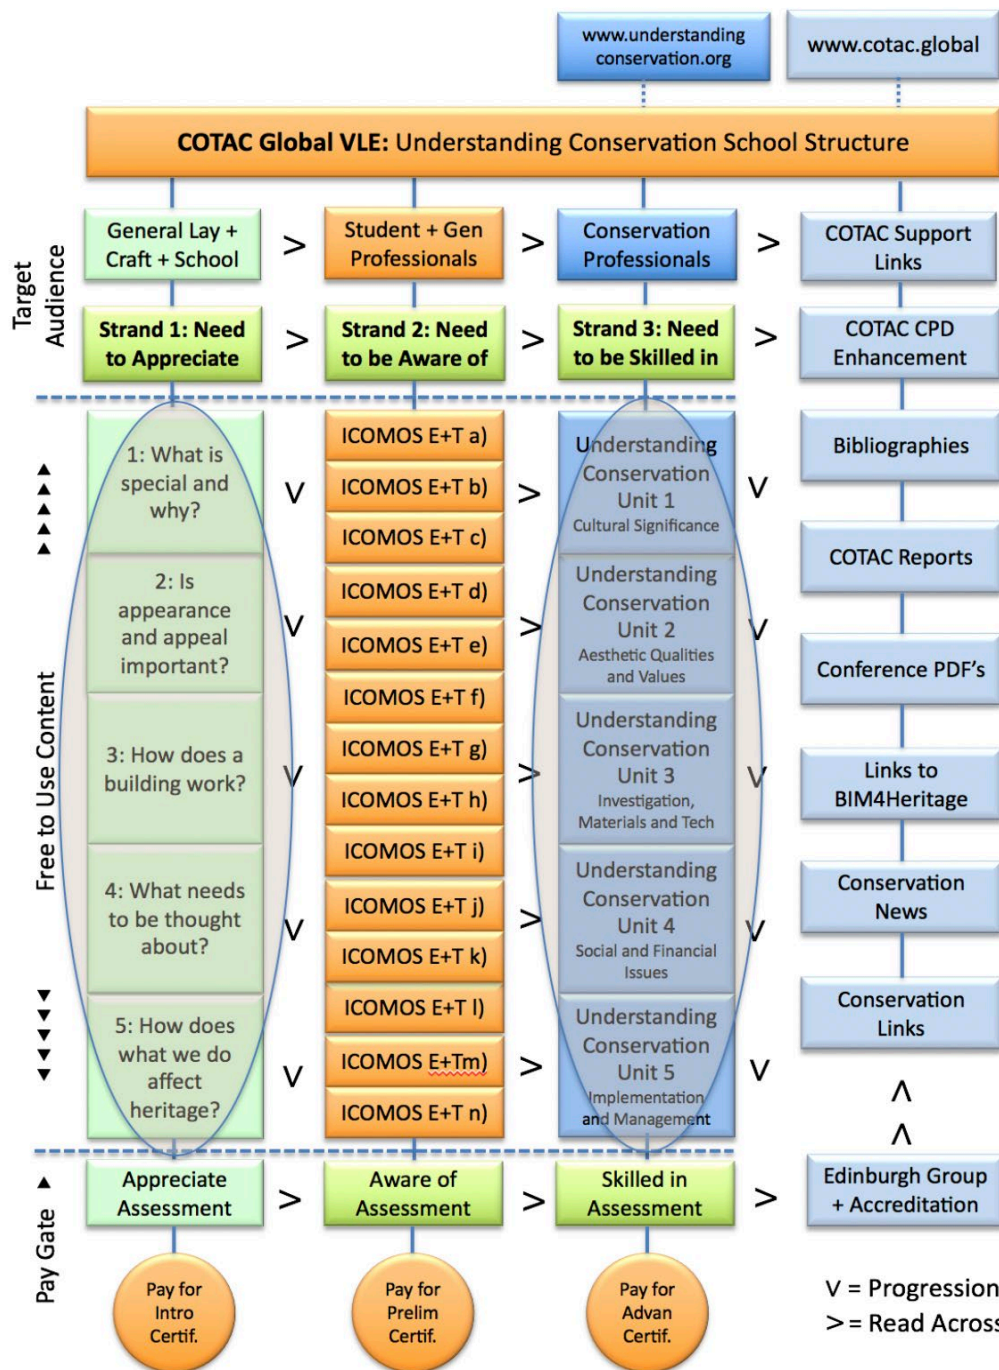 www.understanding
conservation.org
www.cotac.global
COTAC Global VLE: Understanding Conservation School Structure
Target
Audience
General Lay +
Craft + School
>
Student + Gen
Professionals
>
Conservation
Professionals
>
COTAC Support
Links
Strand 1: Need
to Appreciate
>
Strand 2: Need
to be Aware of
>
Strand 3: Need
to be Skilled in
>
COTAC CPD
Enhancement
Free to Use Content
1: What is
special and
why?
2: Is
appearance
and appeal
important?
3: How does a
building work?
4: What needs
to be thought
about?
5: How does
what we do
affect
heritage?
V
V
V
V
V
ICOMOS E+T a)
ICOMOS E+T b)
ICOMOS E+T c)
ICOMOS E+T d)
ICOMOS E+T e)
ICOMOS E+T f)
ICOMOS E+T g)
ICOMOS E+T h)
ICOMOS E+T i)
ICOMOS E+T j)
ICOMOS E+T k)
ICOMOS E+T l)
ICOMOS E+Tm)
ICOMOS E+T n)
>
>
>
>
>
Understanding
Conservation
Unit 1
Cultural Significance
Understanding
Conservation
Unit 2
Aesthetic Qualities
and Values
Understanding
Conservation
Unit 3
Investigation,
Materials and Tech
Understanding
Conservation
Unit 4
Social and Financial
Issues
Understanding
Conservation
Unit 5
Implementation
and Management
V
V
V
V
V
Bibliographies
COTAC Reports
Conference PDF's
Links to
BIM4Heritage
Conservation
News
Conservation
Links
Pay Gate
Appreciate
Assessment
>
Aware of
Assessment
>
Skilled in
Assessment
>
Edinburgh Group
+ Accreditation
Pay for
Intro
Certif.
Pay for
Prelim
Certif.
Pay for
Advan
Certif.
V = Progression
> = Read Across